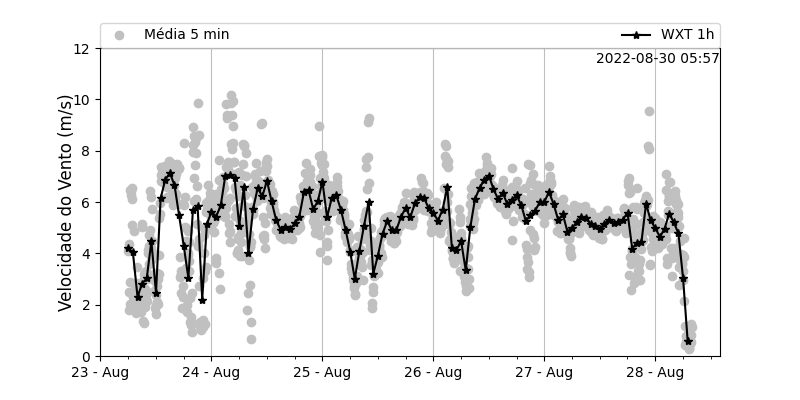 Média 5 min
WXT 1h
2022-08-30 05:57
Velocidade do Vento (m/s)
12
10
8
6
4
2
0
23 - Aug
24 - Aug
25 - Aug
26 - Aug
27 - Aug
28 - Aug